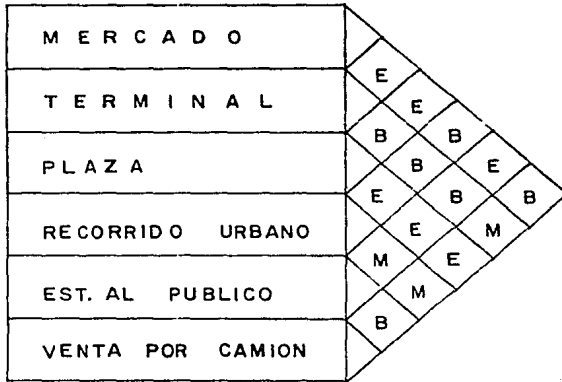 MERCADO
E
TERMINAL E
B B
PLAZA B E
E B B
RECORRIDO URBANO E M
M E
EST. AL PUBLICO M
B
VENTA POR CAMION